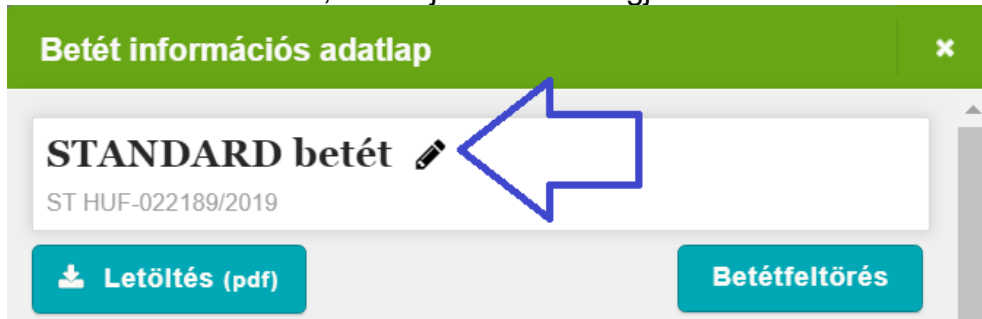 Betét információs adatlap
STANDARD betét
ST HUF-022189/2019
Letöltés (pdf)
Betétfeltörés